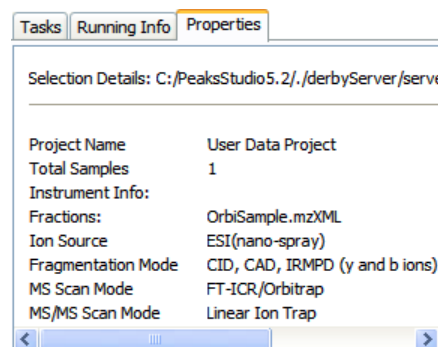 Tasks Running Info Properties
Selection Details: C:/PeaksStudio5.2/./derbyServer/serve
Project Name User Data Project
Total Samples 1
Instrument Info:
Fractions: OrbiSample.mzXML
Ion Source ESI(nano-spray)
Fragmentation Mode CID, CAD, IRMPD (y and b ions)
MS Scan Mode FT-ICR/Orbitrap
MS/MS Scan Mode Linear Ion Trap